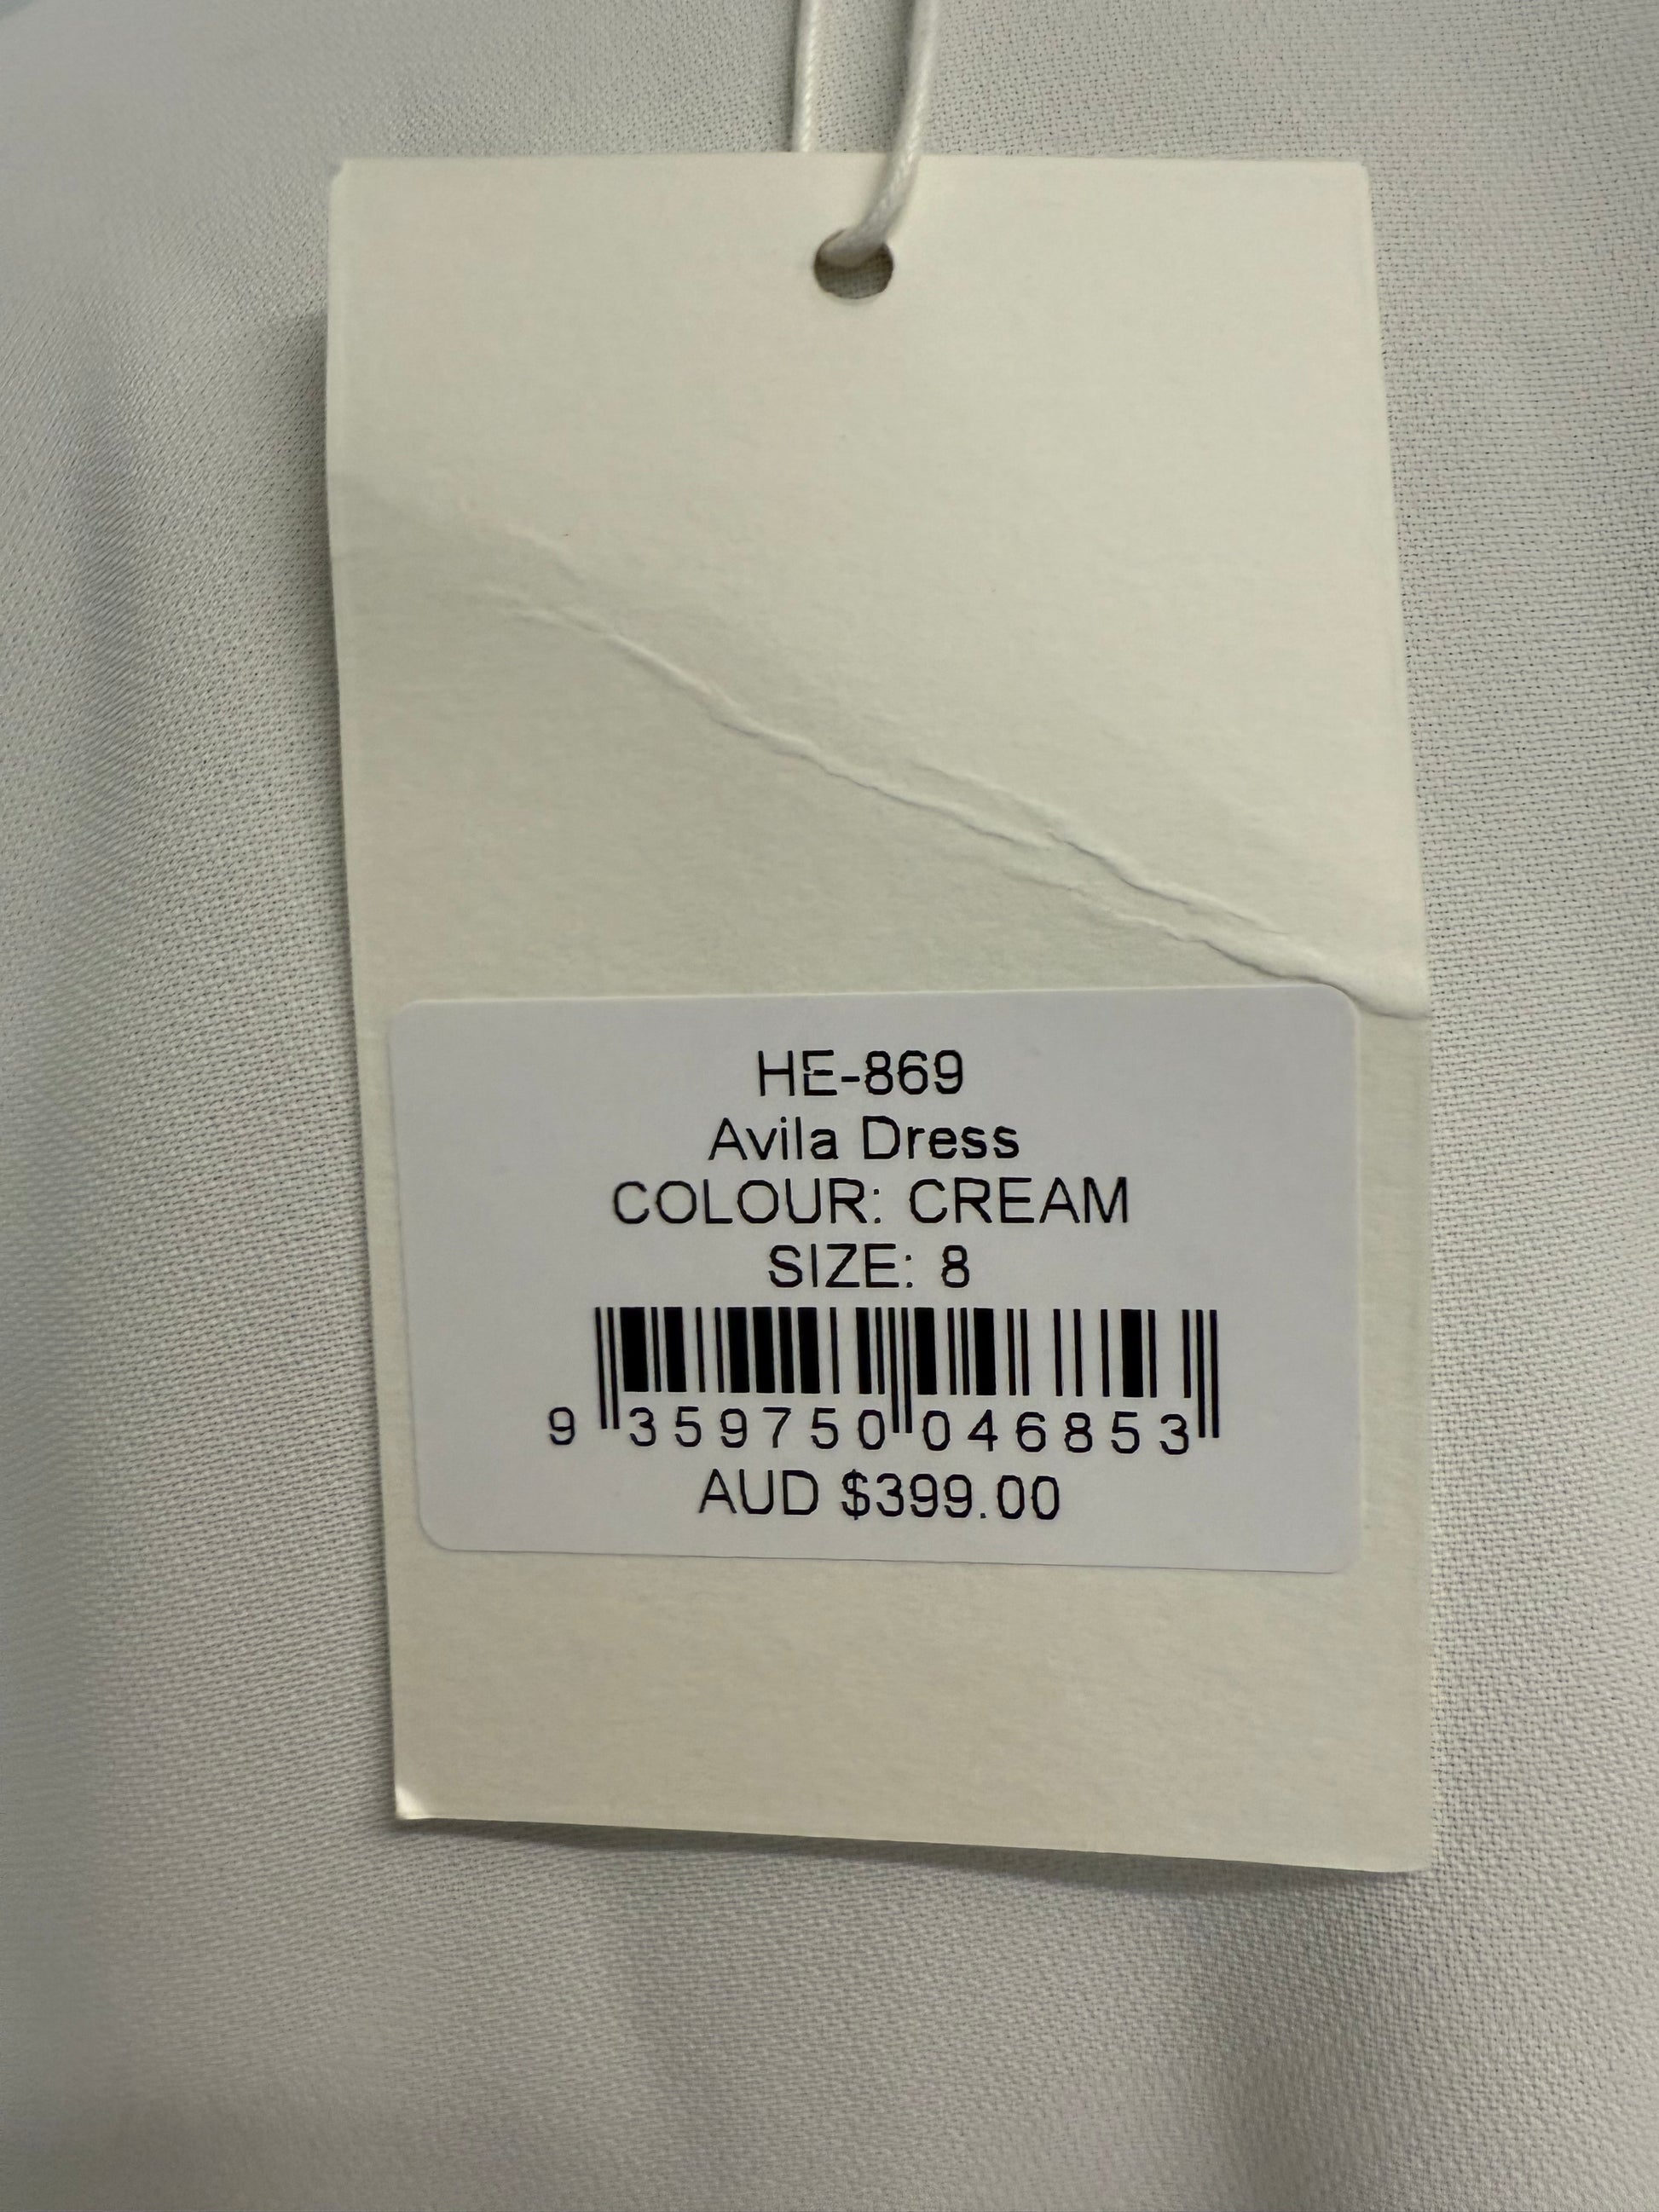 HE-869
Avila Dress
COLOUR: CREAM
SIZE: 8
9 359750 046853
AUD $399.00